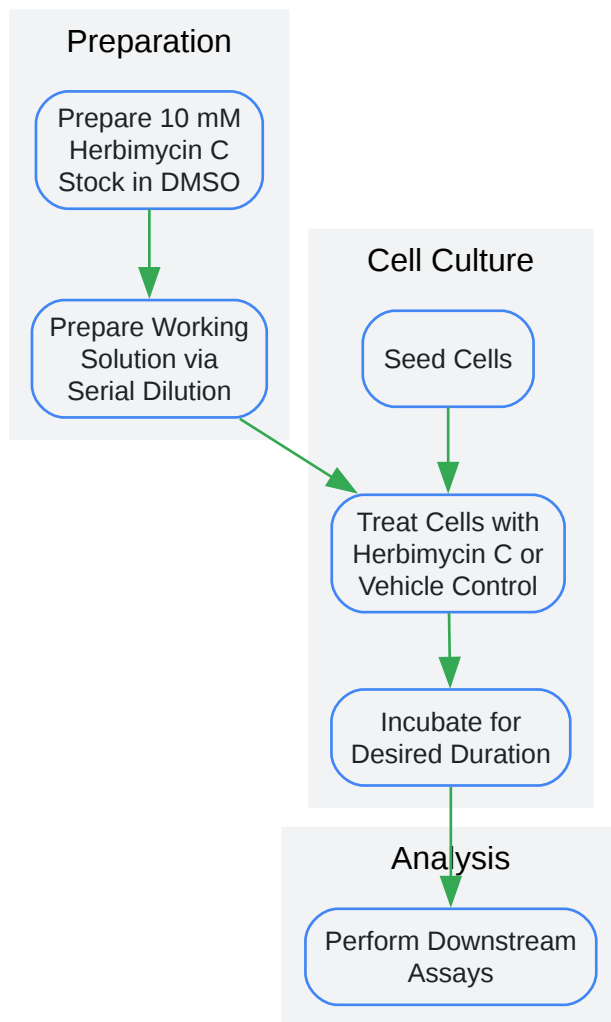 Preparation
Prepare 10 mM
Herbimycin C
Stock in DMSO
Prepare Working
Solution via
Serial Dilution
Cell Culture
Seed Cells
Treat Cells with
Herbimycin C or
Vehicle Control
Incubate for
Desired Duration
Analysis
Perform Downstream
Assays